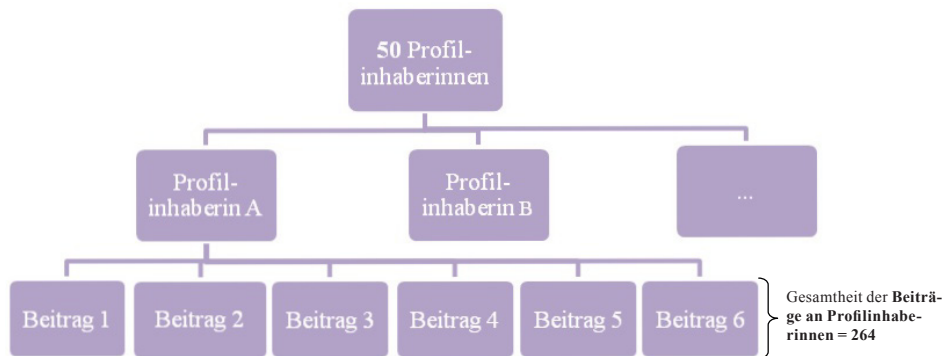 50 Profil-
inhaberinnen
Profil-
inhaberin A
Profil-
inhaberin B
...
Beitrag 1
Beitrag 2
Beitrag 3
Beitrag 4
Beitrag 5
Beitrag 6
Gesamtheit der Beiträ-
ge an Profilinhabe-
rinnen = 264